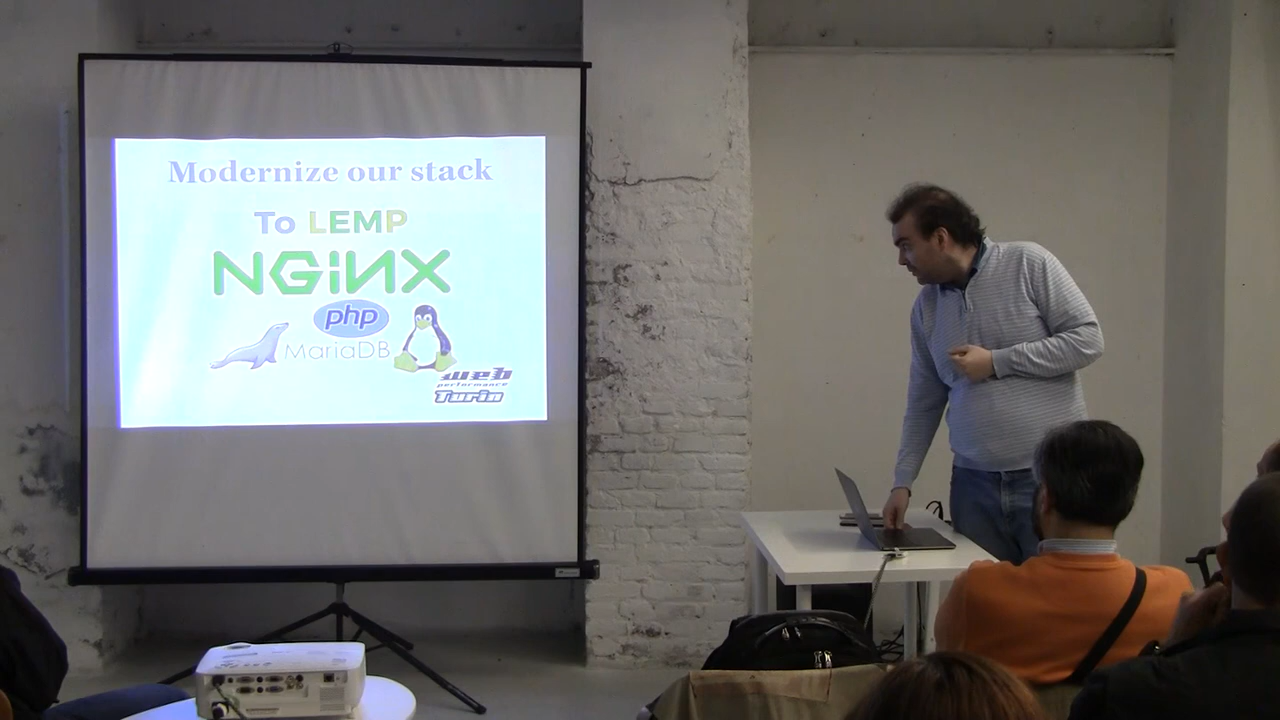 Modernize our stack
To LEMP
NGiNX
php
MariaDB
web
performance
Turin